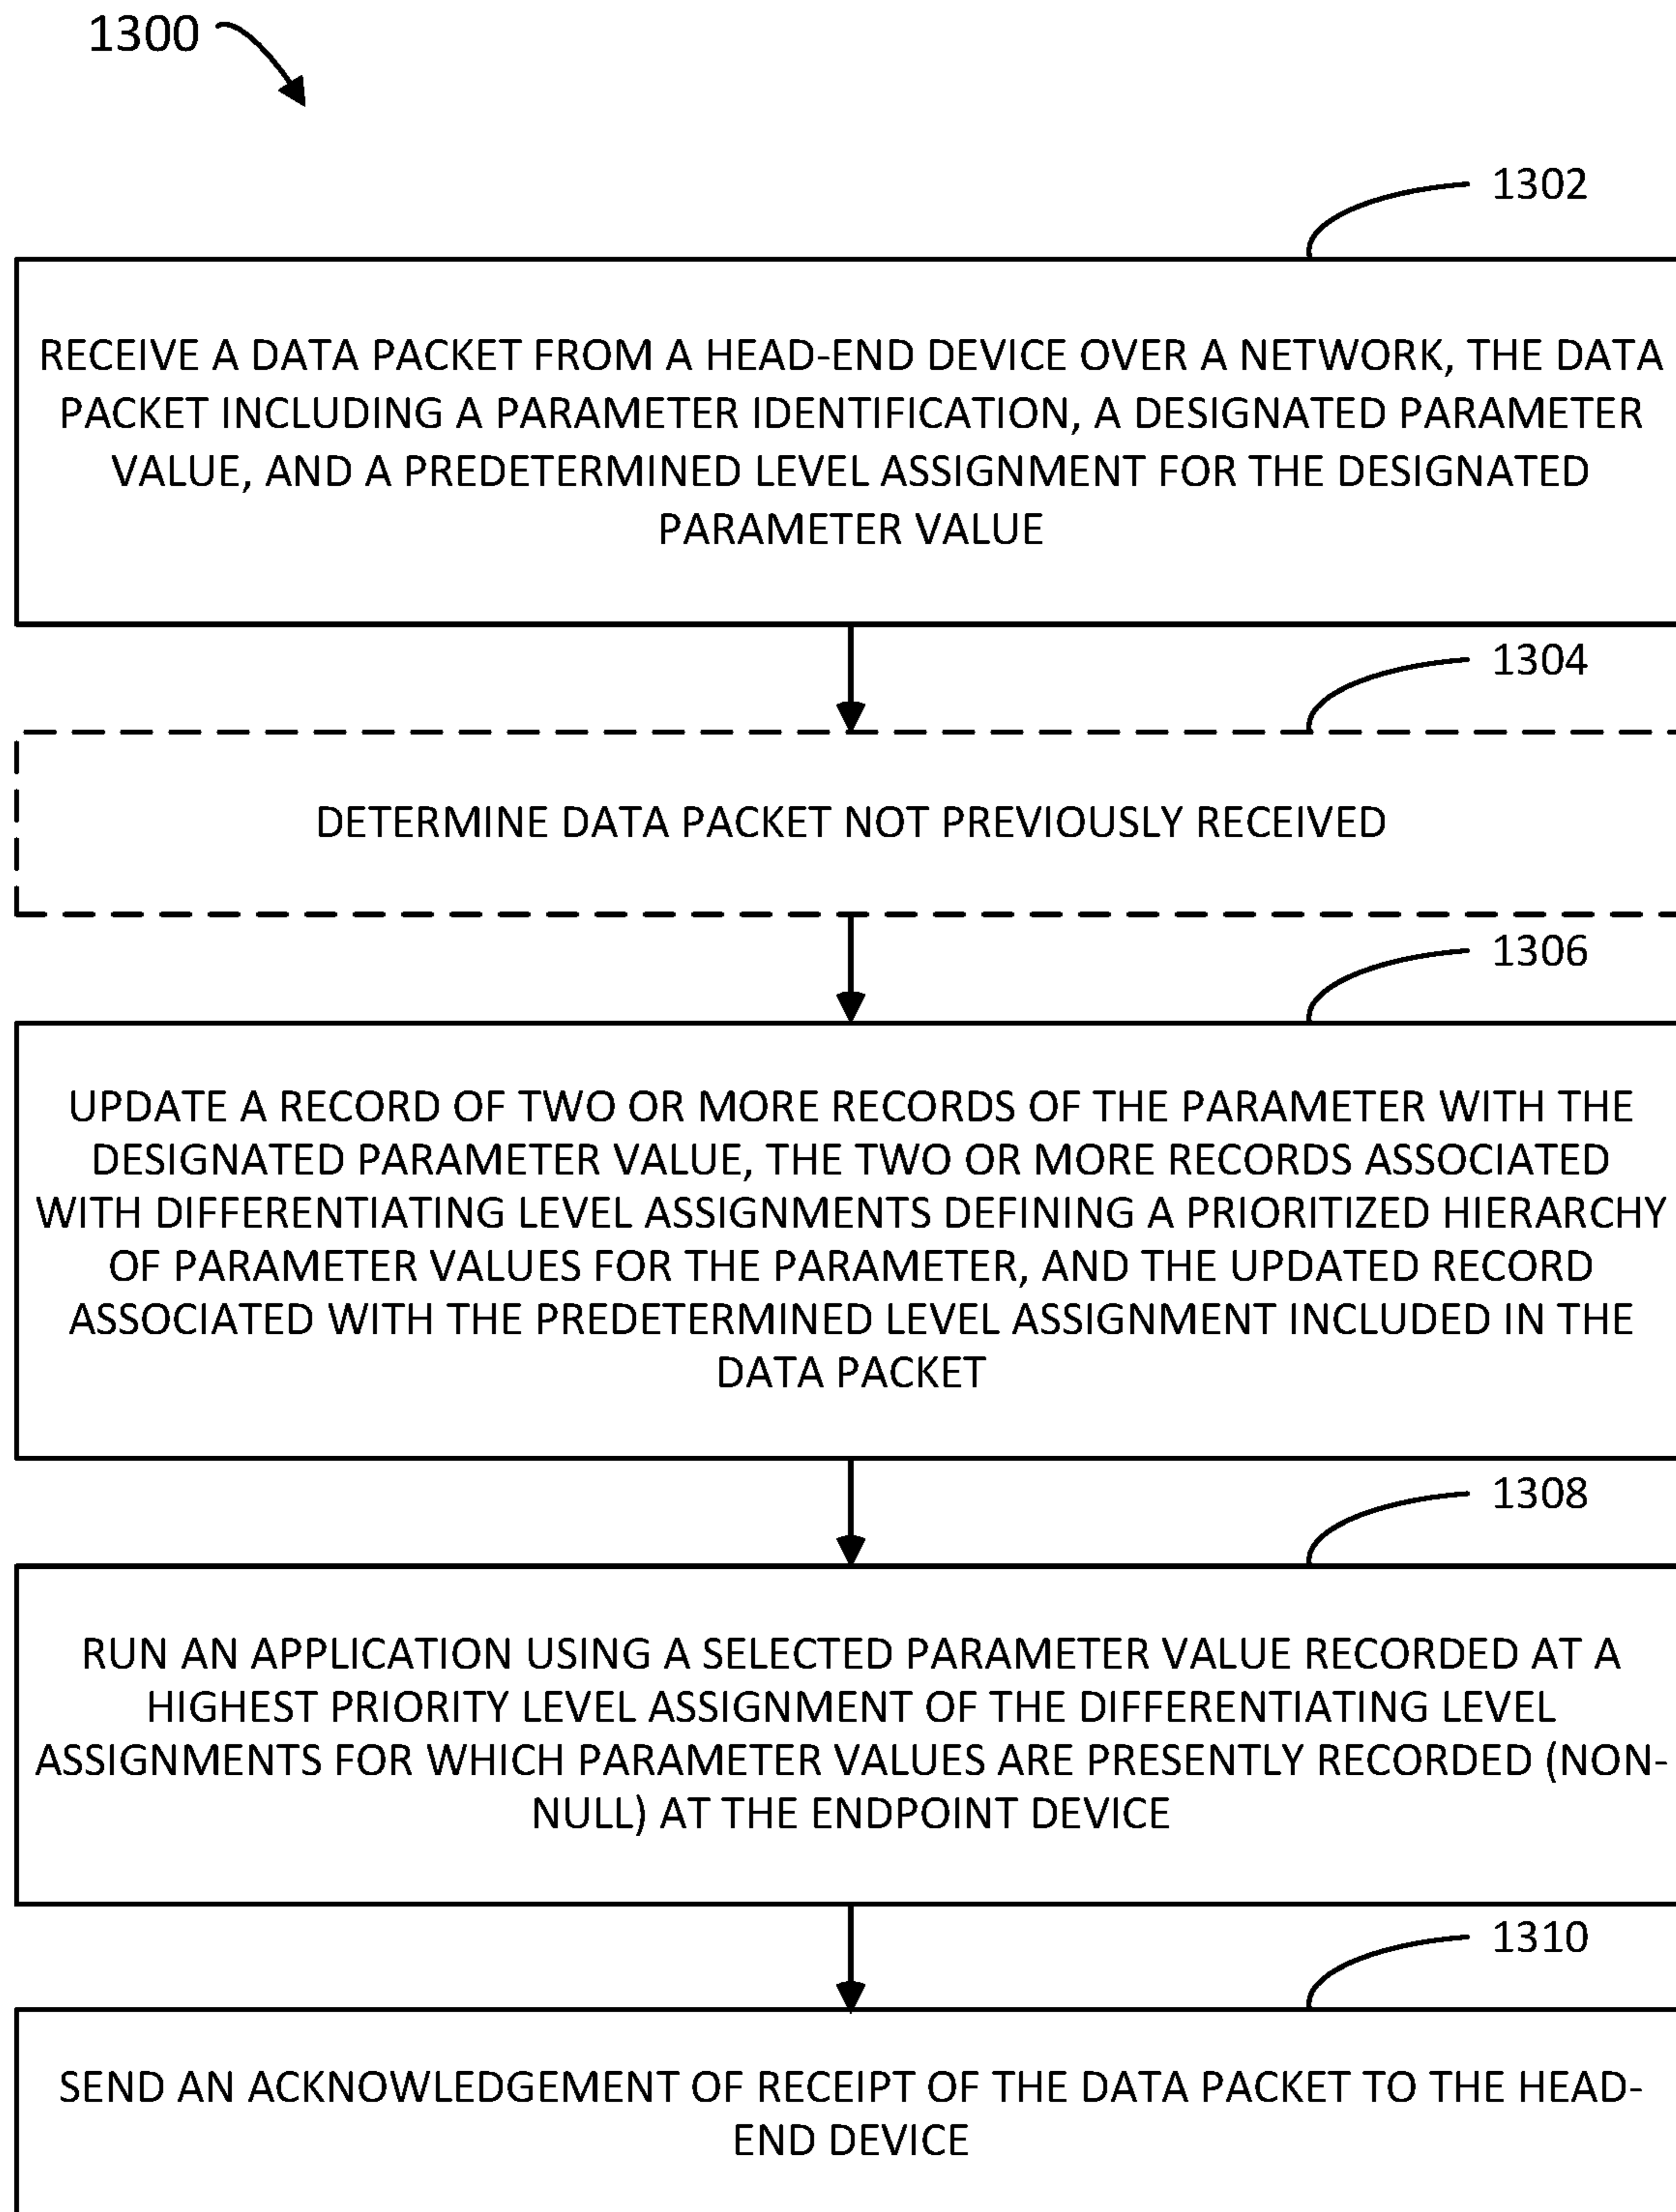 1300
1302
RECEIVE A DATA PACKET FROM A HEAD-END DEVICE OVER A NETWORK, THE DATA
PACKET INCLUDING A PARAMETER IDENTIFICATION, A DESIGNATED PARAMETER
VALUE, AND A PREDETERMINED LEVEL ASSIGNMENT FOR THE DESIGNATED
PARAMETER VALUE
1304
DETERMINE DATA PACKET NOT PREVIOUSLY RECEIVED
1306
UPDATE A RECORD OF TWO OR MORE RECORDS OF THE PARAMETER WITH THE
DESIGNATED PARAMETER VALUE, THE TWO OR MORE RECORDS ASSOCIATED
WITH DIFFERENTIATING LEVEL ASSIGNMENTS DEFINING A PRIORITIZED HIERARCHY
OF PARAMETER VALUES FOR THE PARAMETER, AND THE UPDATED RECORD
ASSOCIATED WITH THE PREDETERMINED LEVEL ASSIGNMENT INCLUDED IN THE
DATA PACKET
1308
RUN AN APPLICATION USING A SELECTED PARAMETER VALUE RECORDED AT A
HIGHEST PRIORITY LEVEL ASSIGNMENT OF THE DIFFERENTIATING LEVEL
ASSIGNMENTS FOR WHICH PARAMETER VALUES ARE PRESENTLY RECORDED (NON-
NULL) AT THE ENDPOINT DEVICE
1310
SEND AN ACKNOWLEDGEMENT OF RECEIPT OF THE DATA PACKET TO THE HEAD-
END DEVICE